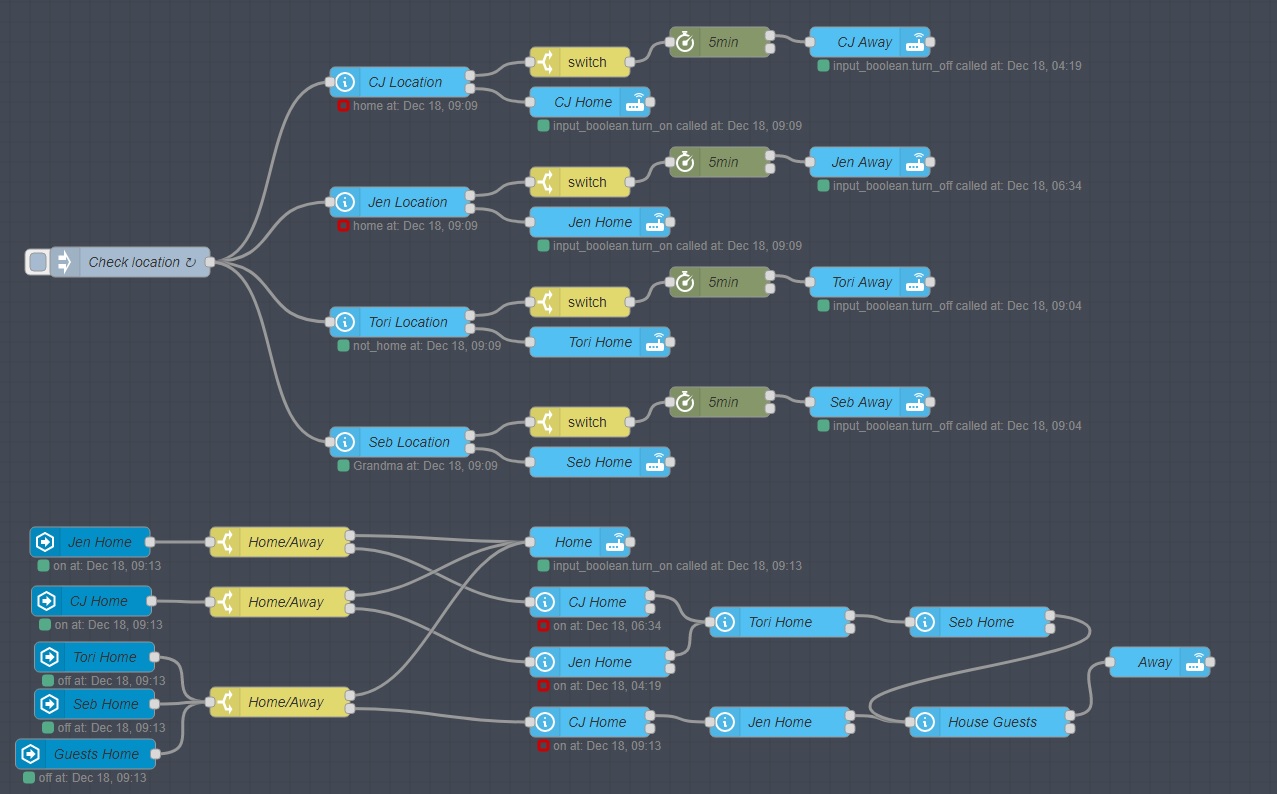 5min
CJ Away
input_boolean.turn_off called at: Dec 18, 04:19
switch
CJ Location
home at: Dec 18, 09:09
CJ Home
input_boolean.turn_on called at: Dec 18, 09:09
5min
Jen Away
input_boolean.turn_off called at: Dec 18, 06:34
switch
Jen Location
home at: Dec 18, 09:09
Jen Home
input_boolean.turn_on called at: Dec 18, 09:09
Check location ↻
5min
Tori Away
input_boolean.turn_off called at: Dec 18, 09:04
switch
Tori Location
not_home at: Dec 18, 09:09
Tori Home
5min
Seb Away
input_boolean.turn_off called at: Dec 18, 09:04
switch
Seb Location
Grandma at: Dec 18, 09:09
Seb Home
Jen Home
on at: Dec 18, 09:13
Home/Away
Home
input_boolean.turn_on called at: Dec 18, 09:13
CJ Home
on at: Dec 18, 09:13
Home/Away
CJ Home
on at: Dec 18, 06:34
Tori Home
Seb Home
Tori Home
off at: Dec 18, 09:13
Jen Home
on at: Dec 18, 04:19
Away
Seb Home
off at: Dec 18, 09:13
Home/Away
CJ Home
on at: Dec 18, 09:13
Jen Home
House Guests
Guests Home
off at: Dec 18, 09:13